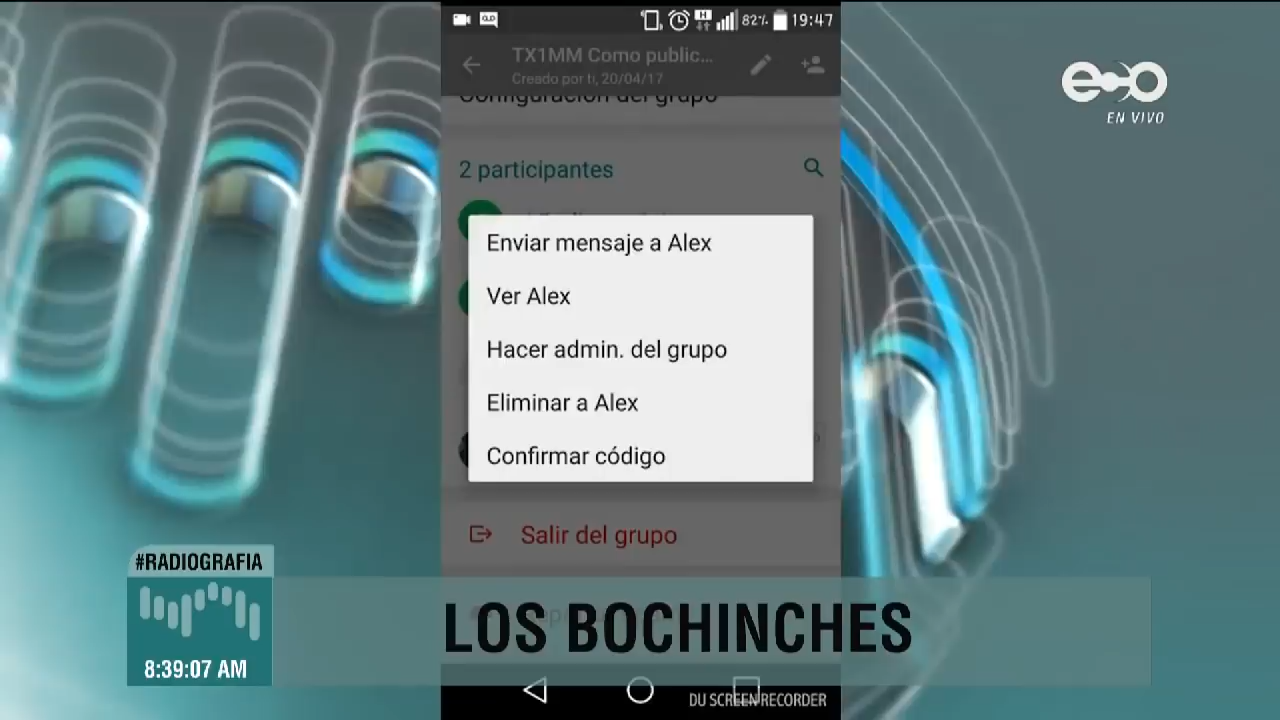 82% 19:47
TX1MM Como public...
Creado por ti, 20/04/17
Configuración del grupo
eco
EN VIVO
2 participantes
Enviar mensaje a Alex
Ver Alex
Hacer admin. del grupo
Eliminar a Alex
Confirmar código
Salir del grupo
#RADIOGRAFIA
LOS BOCHINCHES
8:39:07 AM
DU SCREEN RECORDER